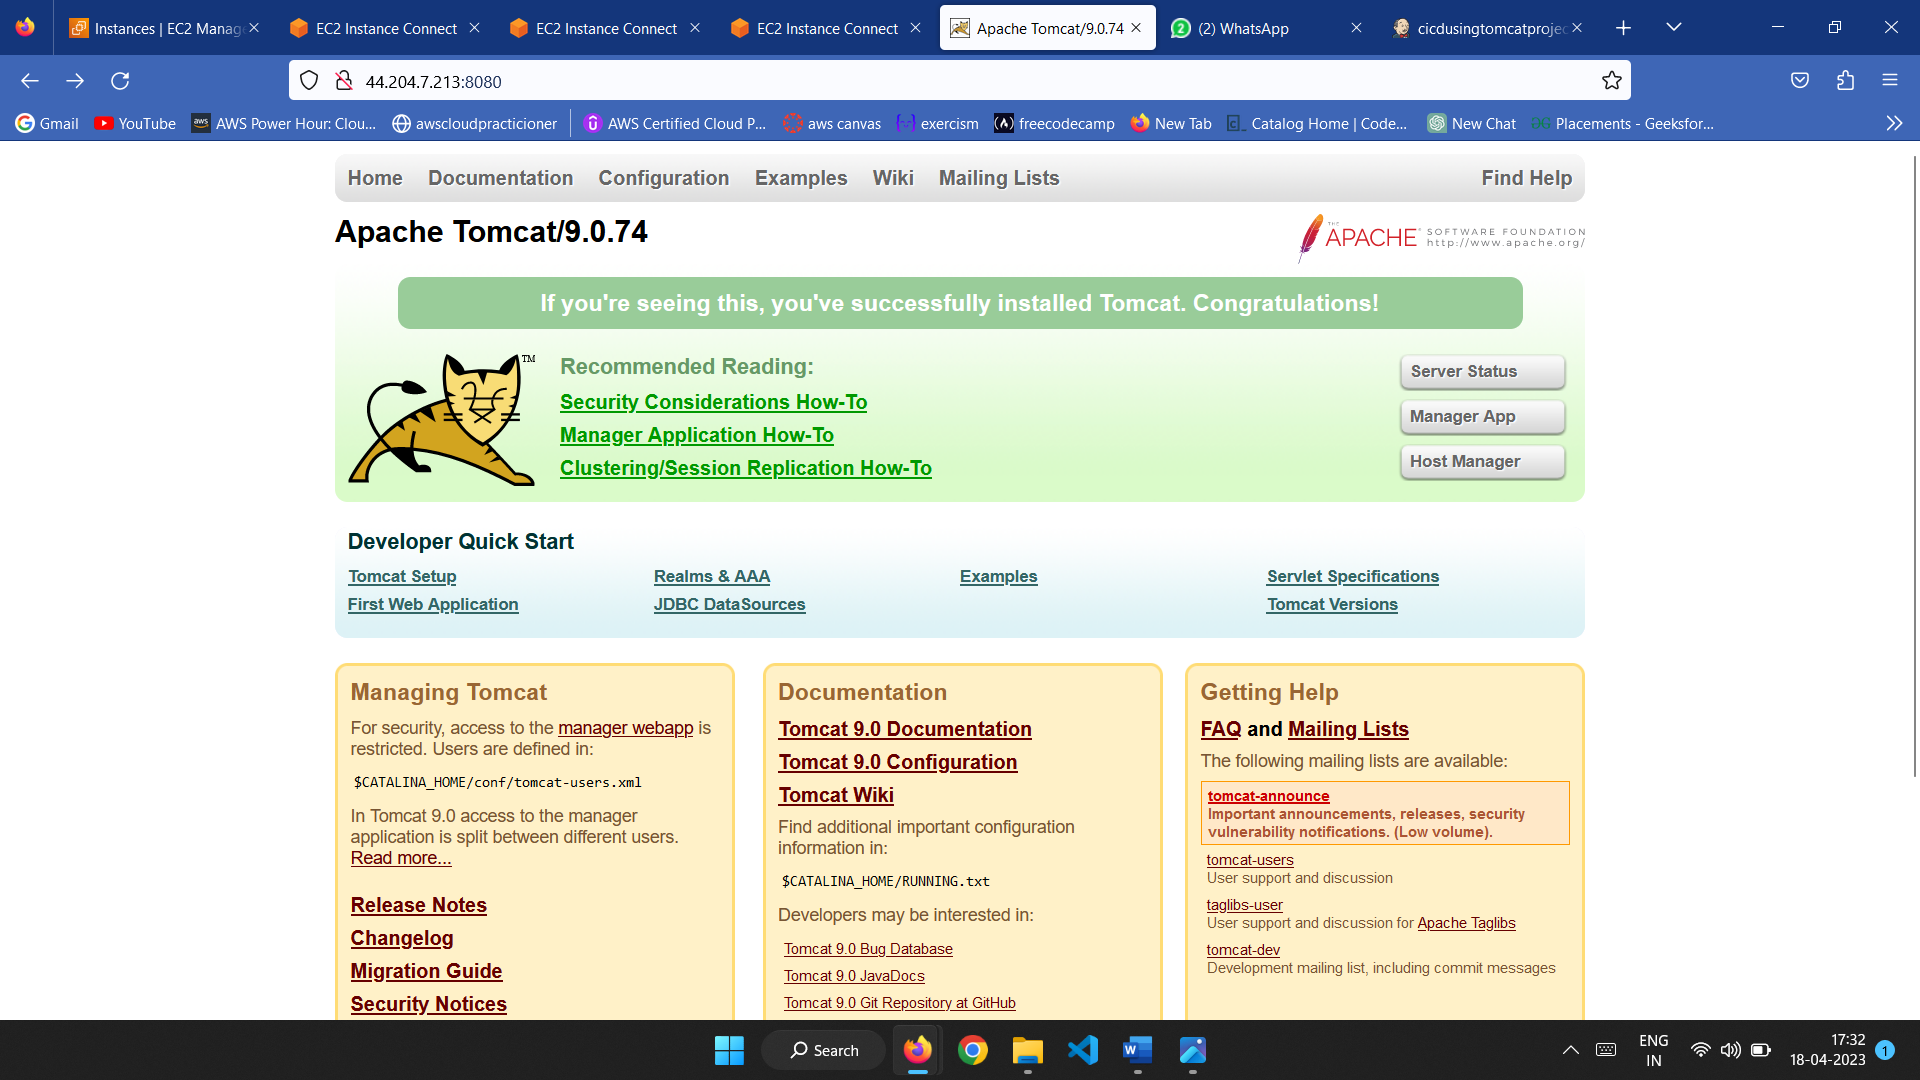 Instances | EC2 Manag
EC2 Instance Connect
EC2 Instance Connect
EC2 Instance Connect
Apache Tomcat/9.0.74
(2) WhatsApp
cicdusingtomcatprojec
44.204.7.213:8080
Gmail
YouTube
AWS Power Hour: Clou...
awscloudpracticioner
AWS Certified Cloud P...
aws canvas
exercism
freecodecamp
New Tab
Catalog Home | Code...
New Chat
Placements - Geeksfor...
Home
Documentation
Configuration
Examples
Wiki
Mailing Lists
Find Help
Apache Tomcat/9.0.74
THE
APACHE
SOFTWARE FOUNDATION
http://www.apache.org/
If you're seeing this, you've successfully installed Tomcat. Congratulations!
TM
Recommended Reading:
Security Considerations How-To
Manager Application How-To
Clustering/Session Replication How-To
Server Status
Manager App
Host Manager
Developer Quick Start
Tomcat Setup
First Web Application
Realms & AAA
JDBC DataSources
Examples
Servlet Specifications
Tomcat Versions
Managing Tomcat
For security, access to the manager webapp is
restricted. Users are defined in:
$CATALINA_HOME/conf/tomcat-users.xml
In Tomcat 9.0 access to the manager
application is split between different users.
Read more...
Release Notes
Changelog
Migration Guide
Security Notices
Documentation
Tomcat 9.0 Documentation
Tomcat 9.0 Configuration
Tomcat Wiki
Find additional important configuration
information in:
$CATALINA_HOME/RUNNING.txt
Developers may be interested in:
Tomcat 9.0 Bug Database
Tomcat 9.0 JavaDocs
Tomcat 9.0 Git Repository at GitHub
Getting Help
FAQ and Mailing Lists
The following mailing lists are available:
tomcat-announce
Important announcements, releases, security
vulnerability notifications. (Low volume).
tomcat-users
User support and discussion
taglibs-user
User support and discussion for Apache Taglibs
tomcat-dev
Development mailing list, including commit messages
Search
ENG
IN
17:32
18-04-2023
1